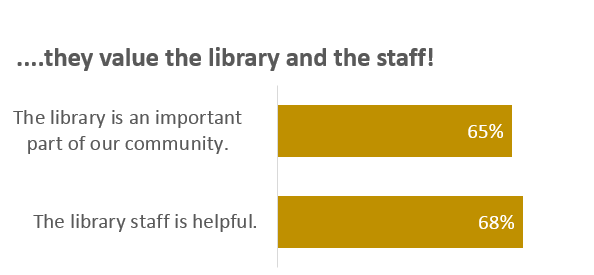 ....they value the library and the staff!
The library is an important
part of our community.
65%
The library staff is helpful.
68%